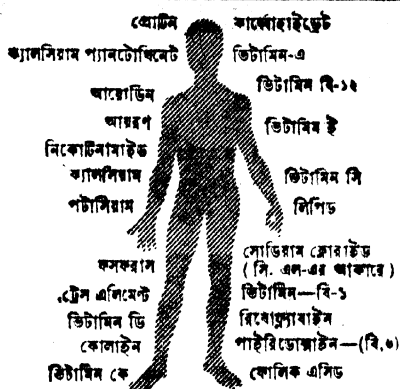 প্রোটিন
ক্যালসিয়াম প্যানটোথিনেট
আয়োডিন
আয়রণ
নিকোটিনামাইড
ক্যালসিয়াম
পটাসিয়াম
ফসফরাস
ট্রেস এলিমেন্ট
ভিটামিন ডি
কোলাইন
ভিটামিন কে
কার্বোহাইড্রেট
ভিটামিন-এ
ভিটামিন বি-১২
ভিটামিন ই
ভিটামিন সি
লিপিড
সোডিয়াম ক্লোরাইড
( সি. এল-এর আকারে )
ভিটামিন—বি-১
রিবোফ্ল্যাবাইন
পাইরিডোক্সাইন—(বি,৬)
ফোলিক এসিড